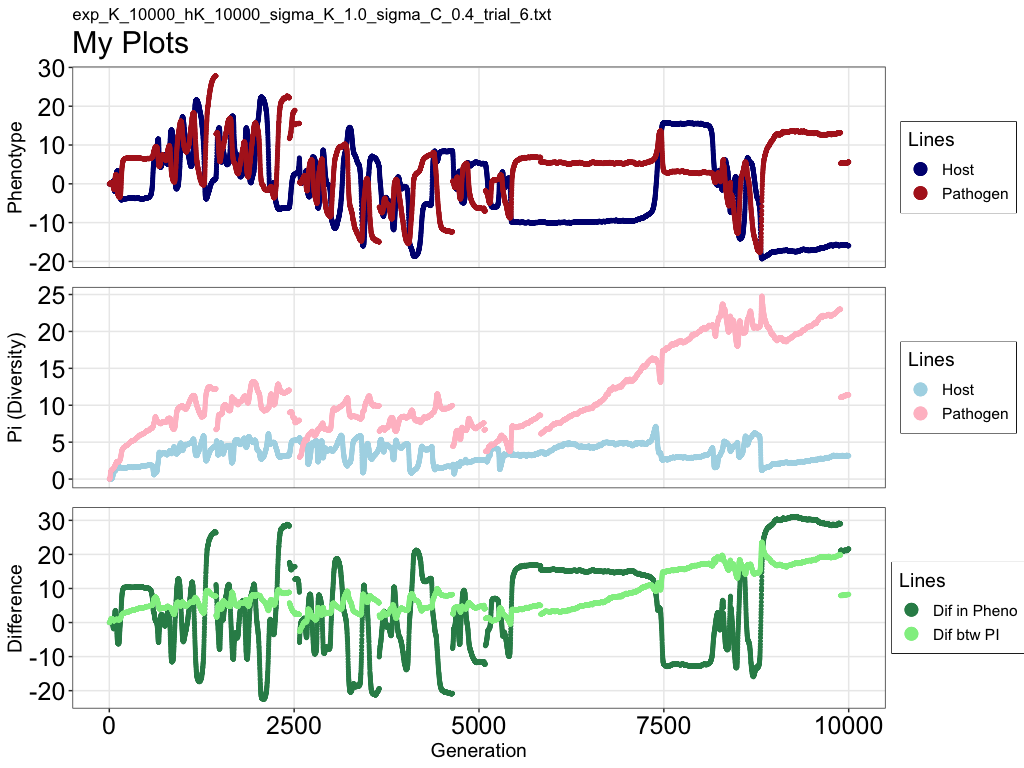 exp_K_10000_hK_10000_sigma_K_1.0_sigma_C_0.4_trial_6.txt
My Plots
Phenotype
30
20
10
0
-10
-20
Lines
Host
Pathogen
Pi (Diversity)
25
20
15
10
5
0
Lines
Host
Pathogen
Difference
30
20
10
0
-10
-20
Lines
Dif in Pheno
Dif btw PI
0 2500 5000 7500 10000
Generation